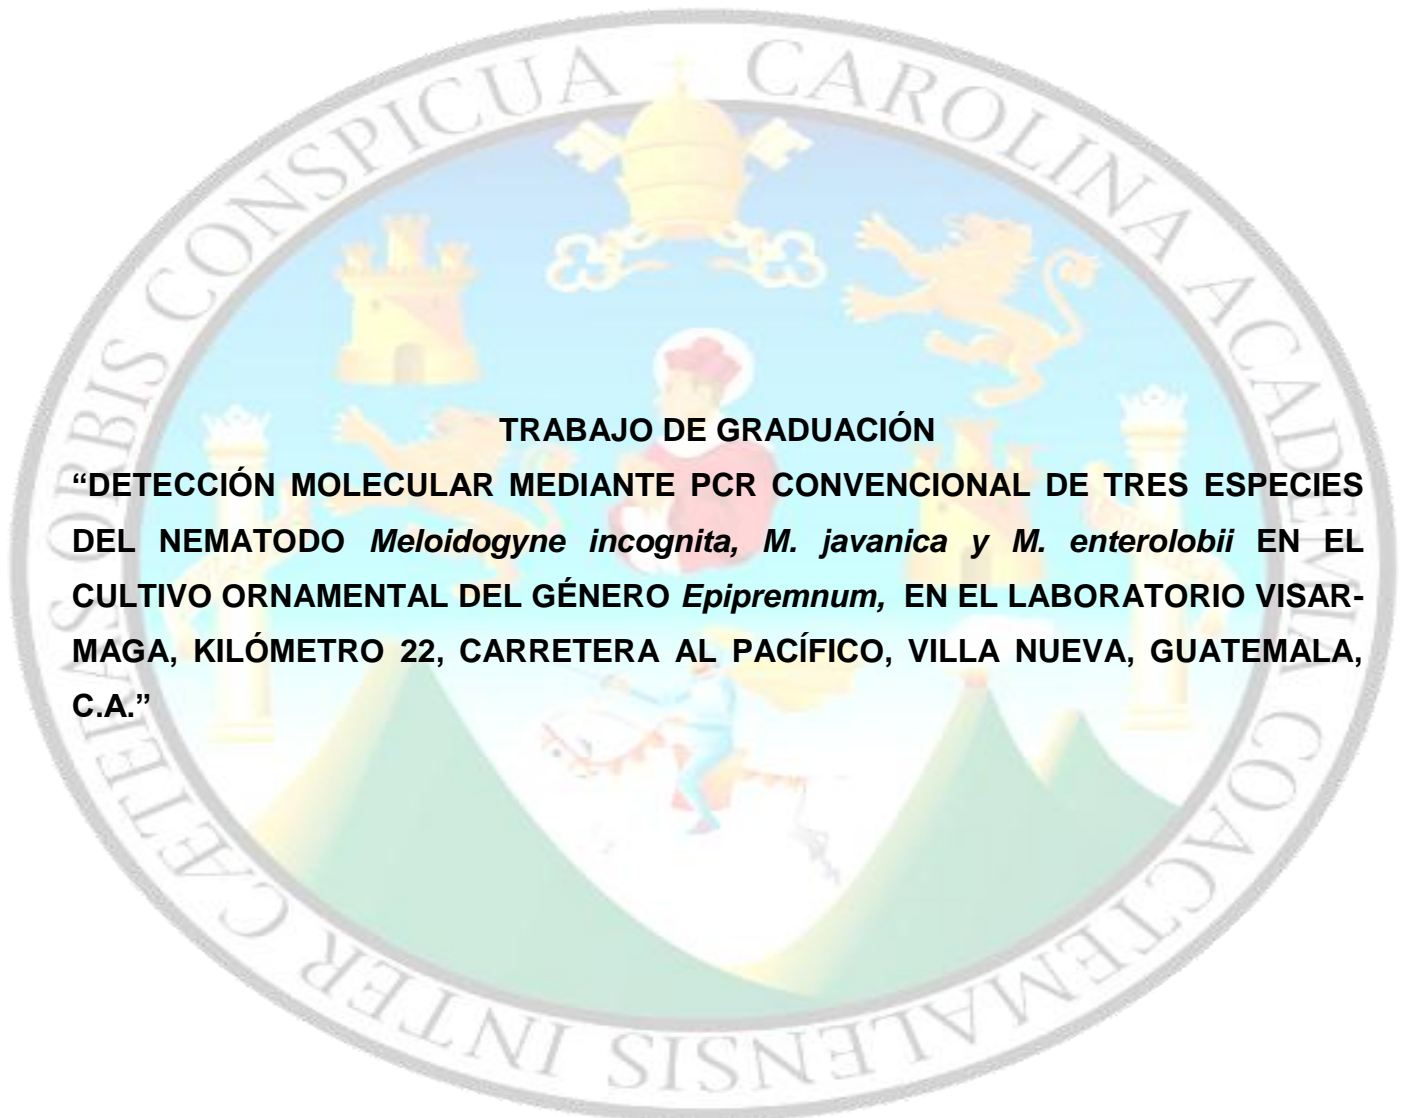 CÆTERAS ORBIS CONSPICUA CAROLINA ACADEMIA COACTEMALENSIS INTER
TRABAJO DE GRADUACIÓN
“DETECCIÓN MOLECULAR MEDIANTE PCR CONVENCIONAL DE TRES ESPECIES
DEL NEMATODO Meloidogyne incognita, M. javanica y M. enterolobii EN EL
CULTIVO ORNAMENTAL DEL GÉNERO Epipremnum, EN EL LABORATORIO VISAR-
MAGA, KILÓMETRO 22, CARRETERA AL PACÍFICO, VILLA NUEVA, GUATEMALA,
C.A.”